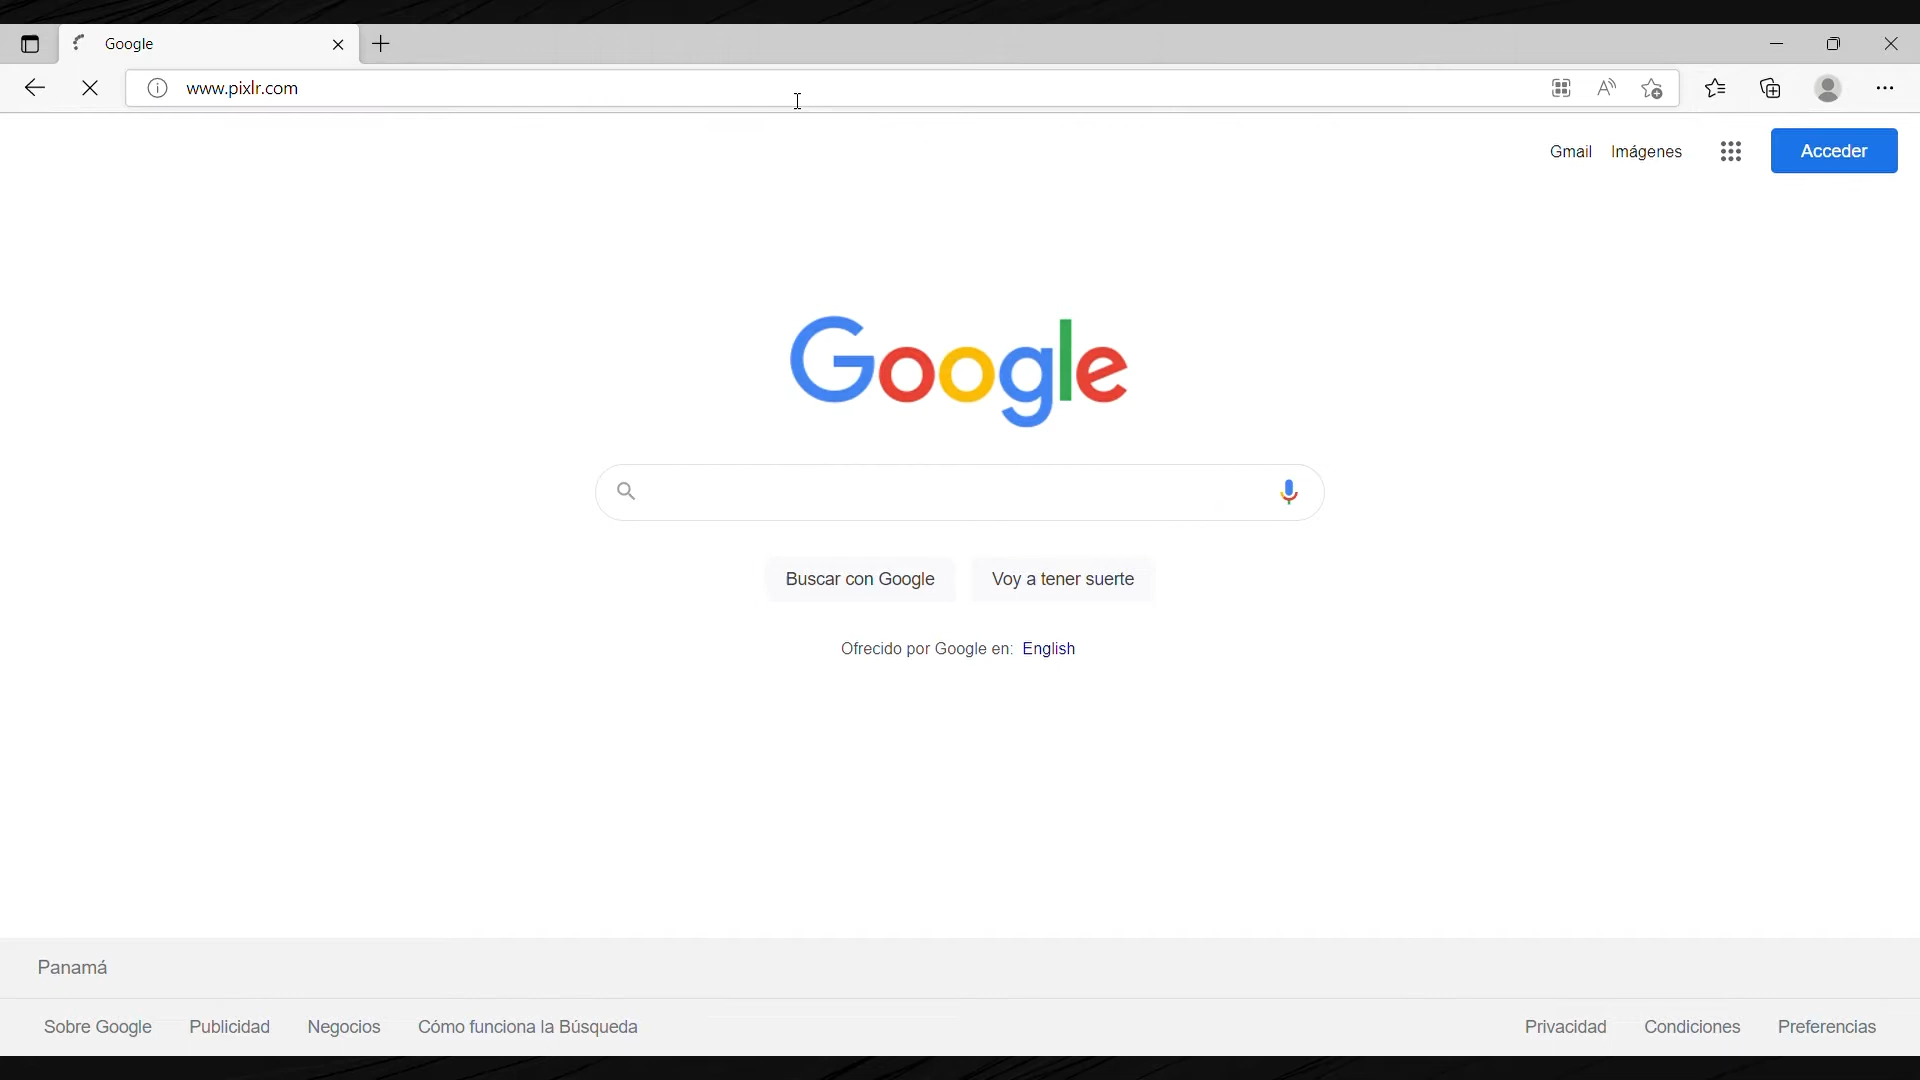 Google
www.pixlr.com
Gmail Imágenes Acceder
Google
Buscar con Google Voy a tener suerte
Ofrecido por Google en: English
Panamá
Sobre Google Publicidad Negocios Cómo funciona la Búsqueda Privacidad Condiciones Preferencias